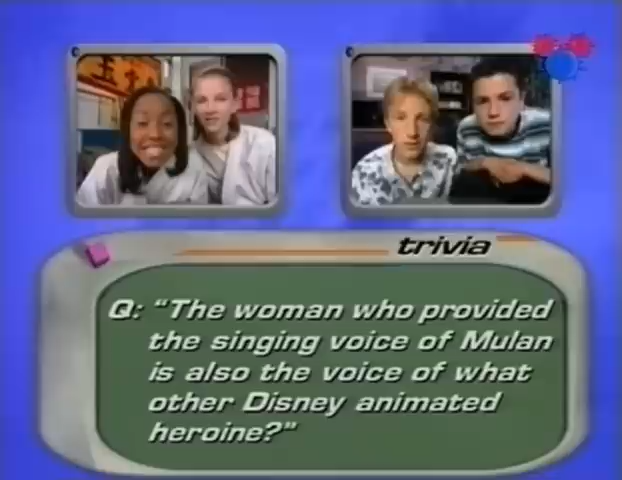 玉
trivia
Q: "The woman who provided
the singing voice of Mulan
is also the voice of what
other Disney animated
heroine?"